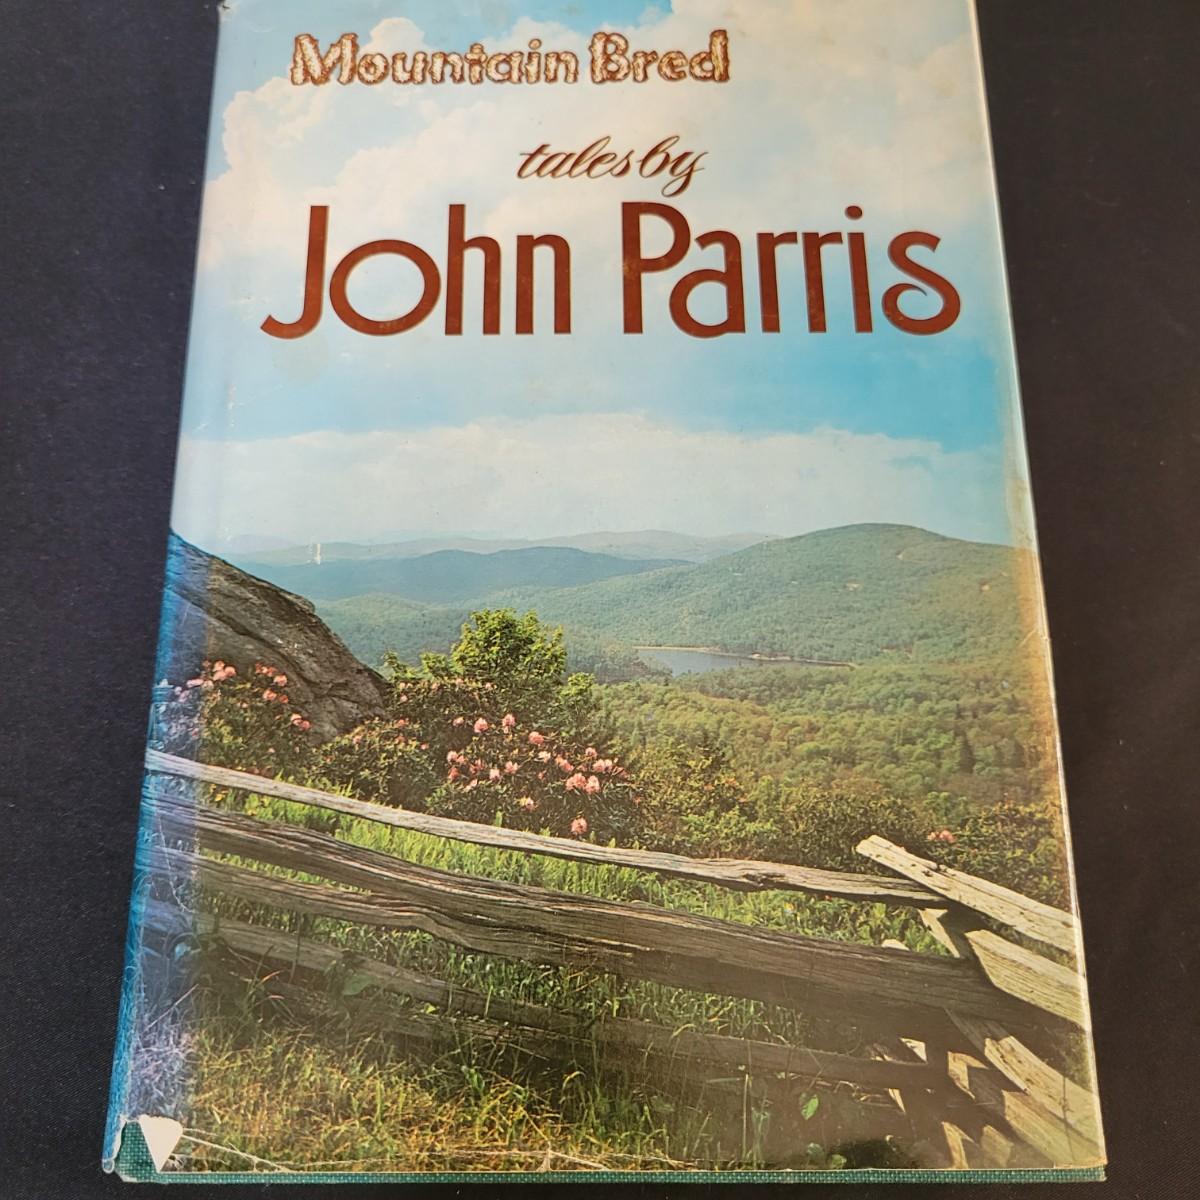 Mountain Bred
tales by
John Parris